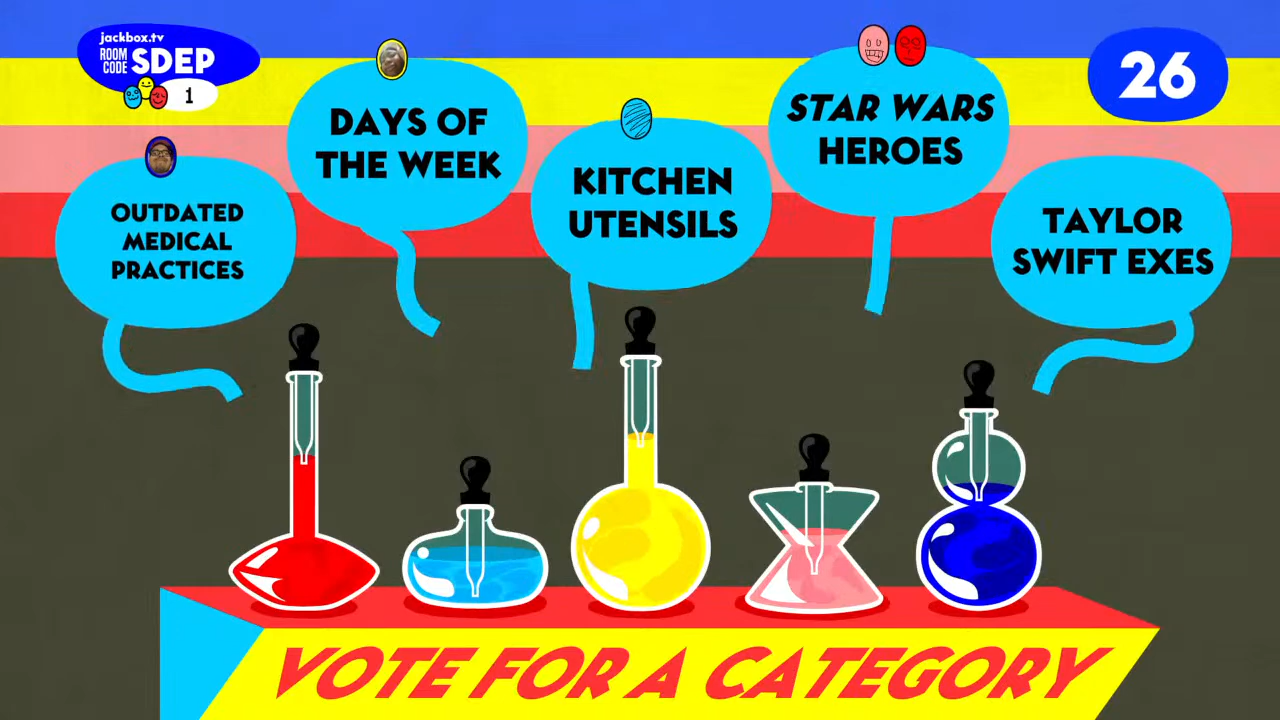 jackbox.tv
ROOM CODE SDEP
1
26
OUTDATED
MEDICAL
PRACTICES
DAYS OF
THE WEEK
KITCHEN
UTENSILS
STAR WARS
HEROES
TAYLOR
SWIFT EXES
VOTE FOR A CATEGORY